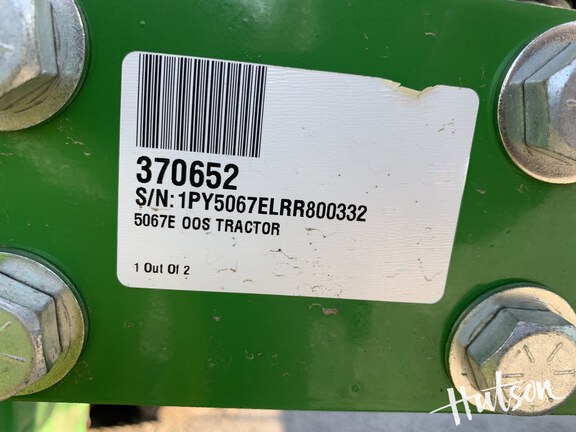 370652
S/N: 1PY5067ELRR800332
5067E OOS TRACTOR
1 Out Of 2
Hutson